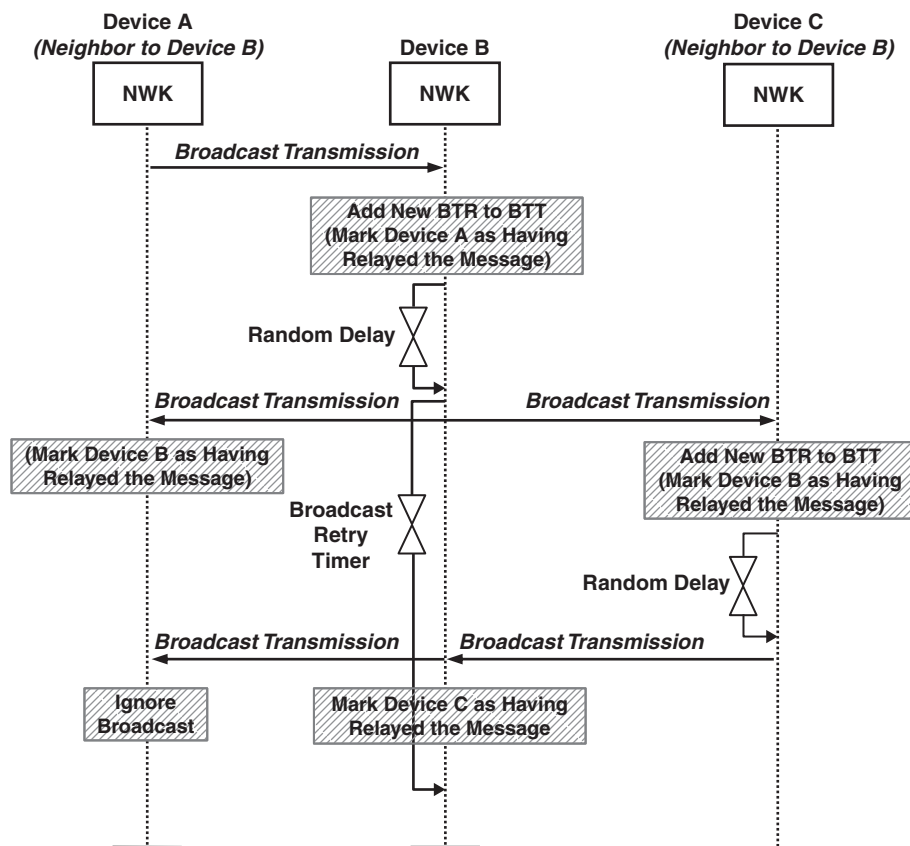 Device A
(Neighbor to Device B)
Device B
Device C
(Neighbor to Device B)
NWK
NWK
NWK
Broadcast Transmission
Add New BTR to BTT
(Mark Device A as Having
Relayed the Message)
Random Delay
Broadcast Transmission
Broadcast Transmission
(Mark Device B as Having
Relayed the Message)
Add New BTR to BTT
(Mark Device B as Having
Relayed the Message)
Broadcast
Retry
Timer
Random Delay
Broadcast Transmission
Broadcast Transmission
Ignore
Broadcast
Mark Device C as Having
Relayed the Message